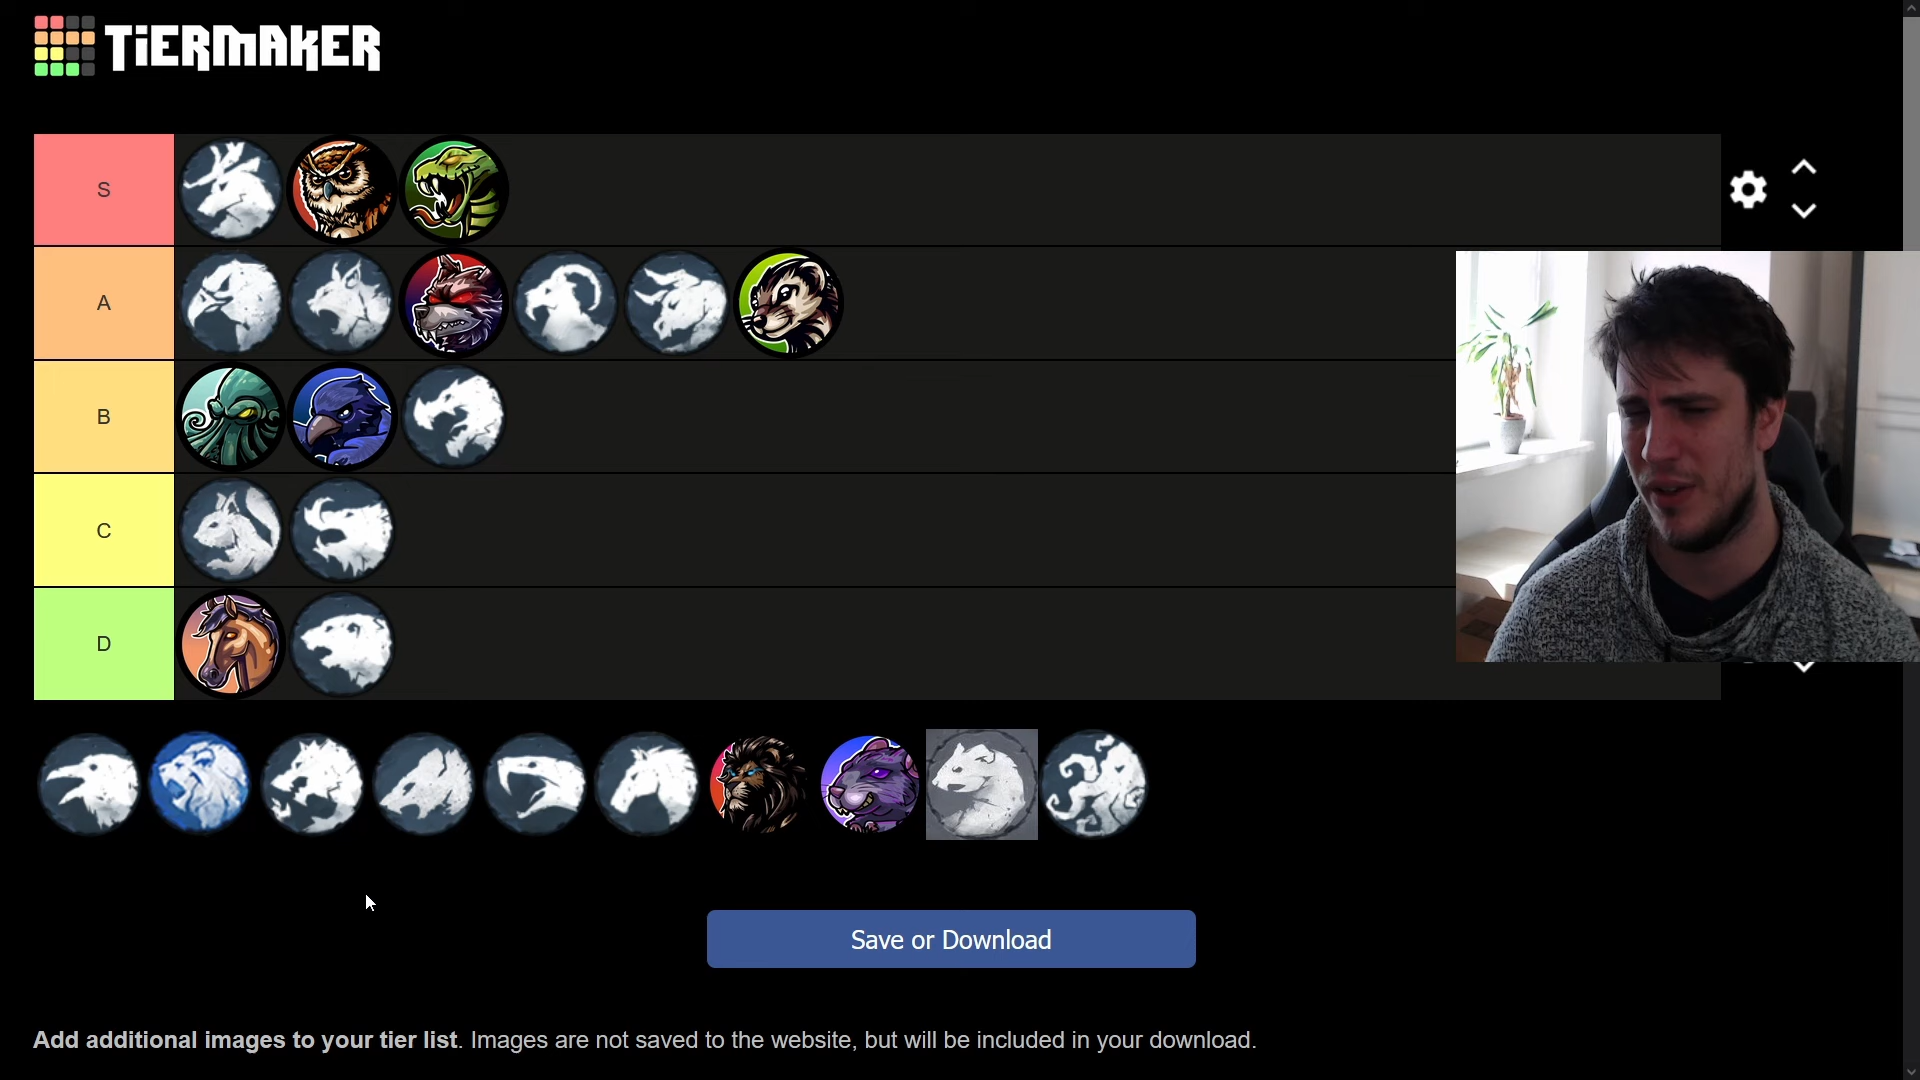 TiERMAKER
S
A
B
C
D
Save or Download
Add additional images to your tier list. Images are not saved to the website, but will be included in your download.